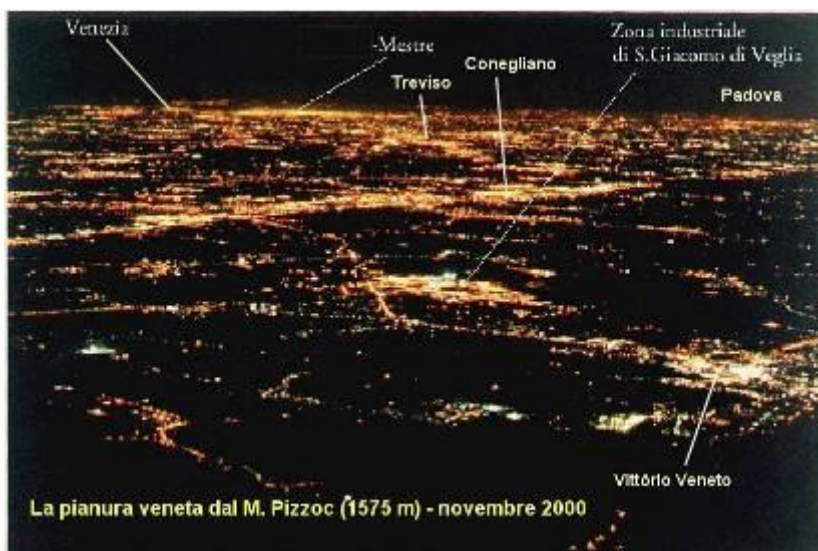 Venezia
-Mestre
Zona industriale
di S.Giacomo di Veglia
Conegliano
Treviso
Padova
Vittòrio Veneto
La pianura veneta dal M. Pizzoc (1575 m) - novembre 2000